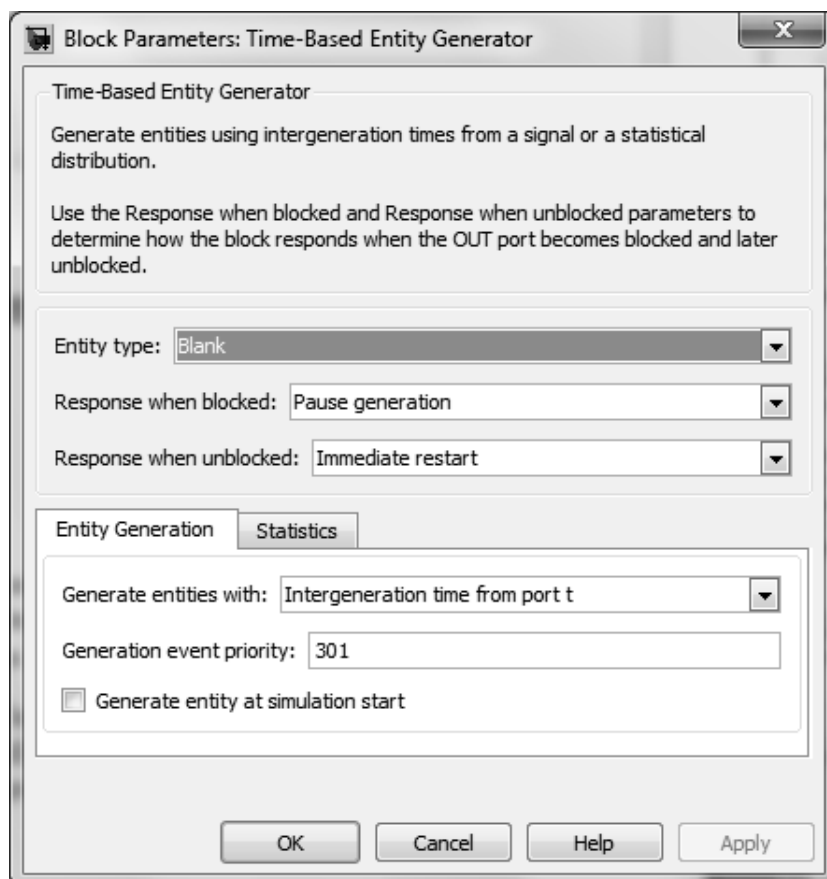 Block Parameters: Time-Based Entity Generator
X
Time-Based Entity Generator
Generate entities using intergeneration times from a signal or a statistical
distribution.
Use the Response when blocked and Response when unblocked parameters to
determine how the block responds when the OUT port becomes blocked and later
unblocked.
Entity type: Blank
Response when blocked: Pause generation
Response when unblocked: Immediate restart
Entity Generation Statistics
Generate entities with: Intergeneration time from port t
Generation event priority: 301
Generate entity at simulation start
OK Cancel Help Apply